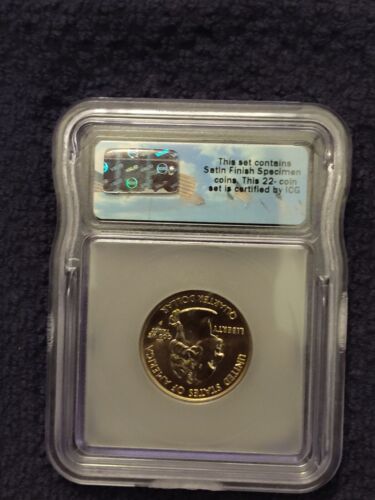 This set contains
Satin Finish Specimen
coins. This 22- coin
set is certified by ICG
UNITED STATES OF AMERICA
LIBERTY
QUARTER DOLLAR